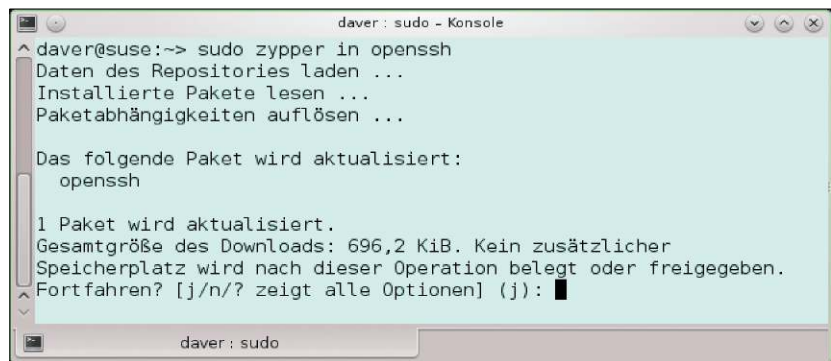 daver : sudo – Konsole
daver@suse:~> sudo zypper in openssh
Daten des Repositories laden ...
Installierte Pakete lesen ...
Paketabhängigkeiten auflösen ...
Das folgende Paket wird aktualisiert:
openssh
1 Paket wird aktualisiert.
Gesamtgröße des Downloads: 696,2 KiB. Kein zusätzlicher
Speicherplatz wird nach dieser Operation belegt oder freigegeben.
Fortfahren? [j/n/? zeigt alle Optionen] (j):
daver : sudo